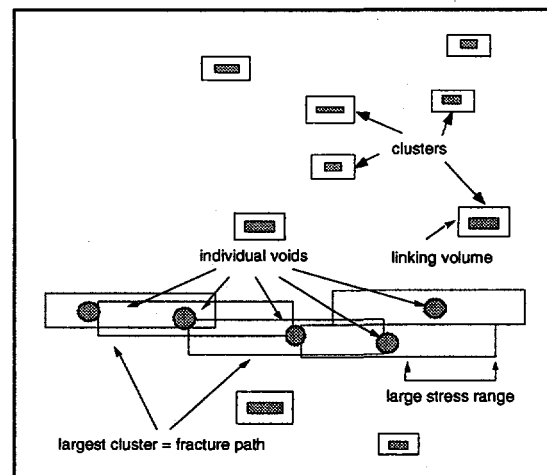 clusters
individual voids
linking volume
large stress range
largest cluster = fracture path